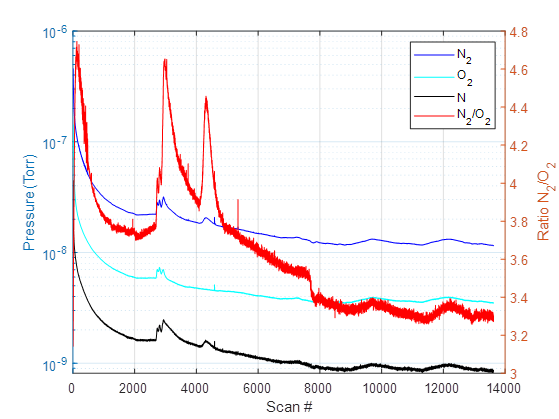 10⁻⁶
10⁻⁷
10⁻⁸
10⁻⁹
Pressure (Torr)
4.8
4.6
4.4
4.2
4
3.8
3.6
3.4
3.2
3
Ratio N₂/O₂
N₂
O₂
N
N₂/O₂
0 2000 4000 6000 8000 10000 12000 14000
Scan #